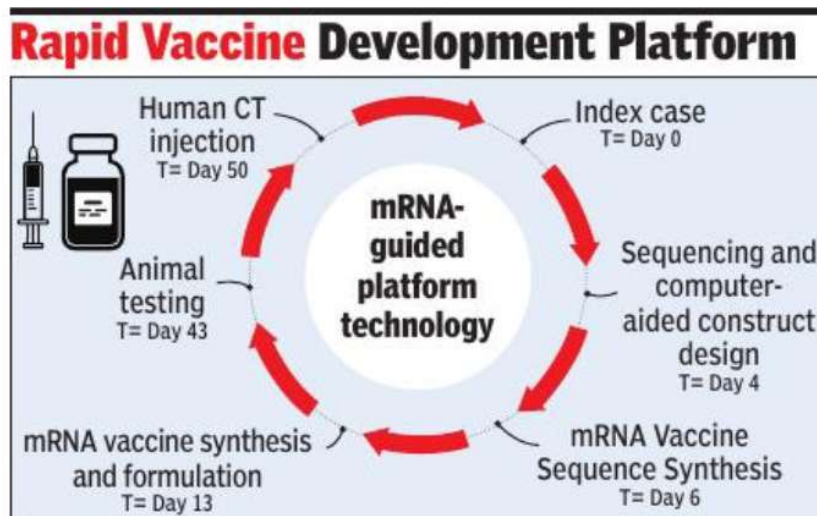 Rapid Vaccine Development Platform
Human CT
injection
T= Day 50
Index case
T= Day 0
mRNA-
guided
platform
technology
Animal
testing
T= Day 43
Sequencing and
computer-
aided construct
design
T= Day 4
mRNA vaccine synthesis
and formulation
T= Day 13
mRNA Vaccine
Sequence Synthesis
T= Day 6